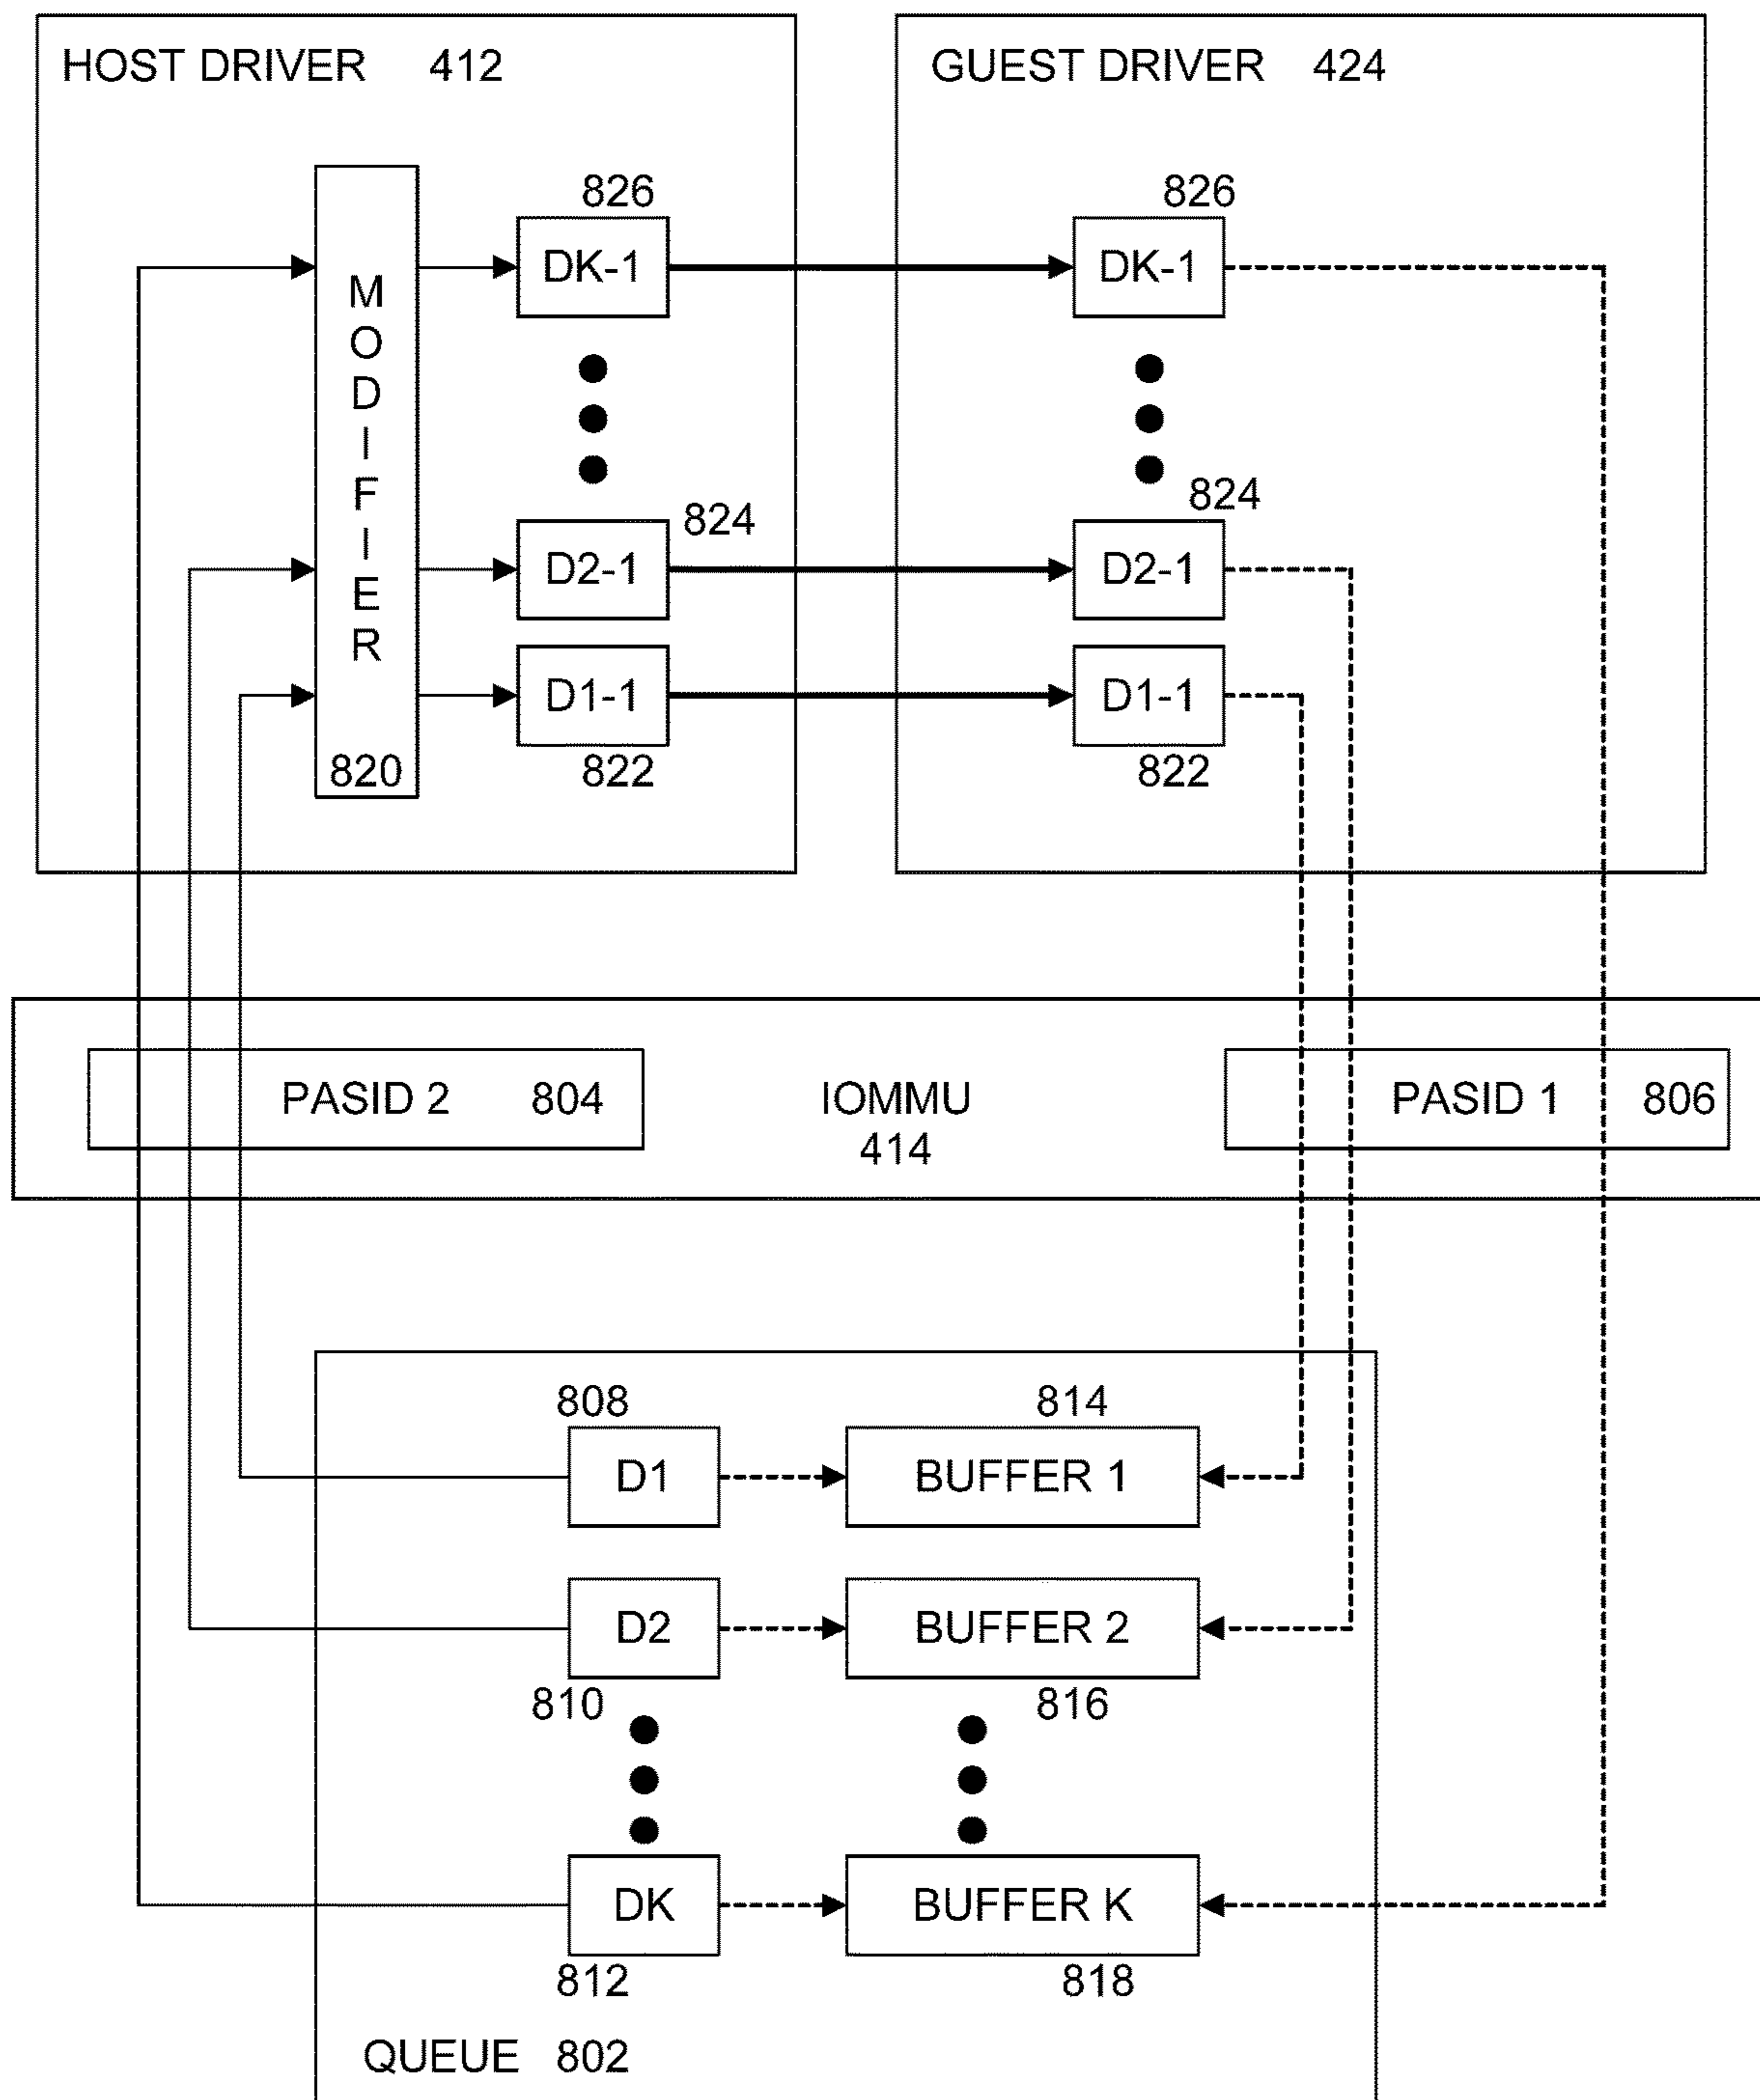 HOST DRIVER 412
GUEST DRIVER 424
826
826
DK-1
DK-1
MODIFIER
824
824
D2-1
D2-1
D1-1
D1-1
820
822
822
PASID 2 804
IOMMU
414
PASID 1 806
808
814
D1
BUFFER 1
D2
BUFFER 2
810
816
DK
BUFFER K
812
818
QUEUE 802